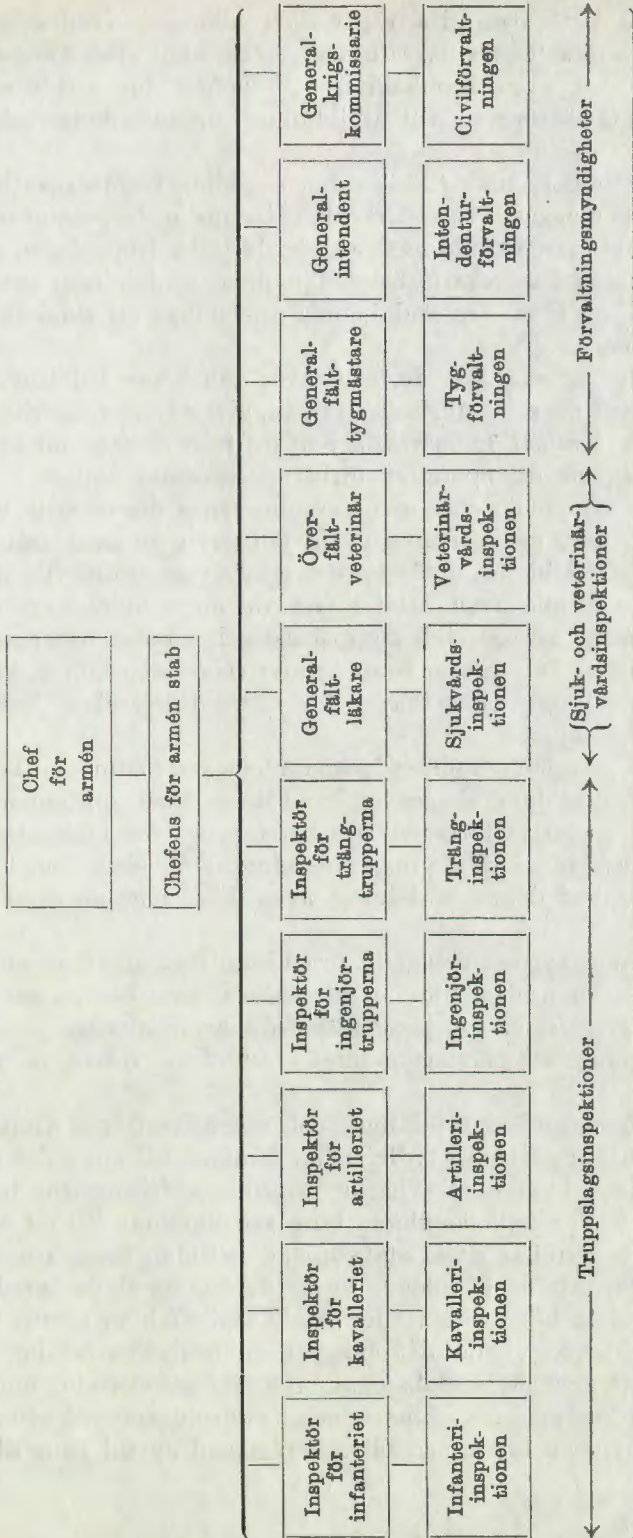 Chef
för
armén
Chefens för armén stab
Inspektör
för
infanteriet
Inspektör
för
kavalleriet
Inspektör
för
artilleriet
Inspektör
för
ingenjör-
trupperna
Inspektör
för
träng-
trupperna
General-
fält-
läkare
Över-
fält-
veterinär
General-
fält-
tygmästare
General-
intendent
General-
krigs-
kommissarie
Infanteri-
inspek-
tionen
Kavalleri-
inspek-
tionen
Artilleri-
inspek-
tionen
Ingenjör-
inspek-
tionen
Träng-
inspek-
tionen
Sjukvårds-
inspek-
tionen
Veterinär-
vårds-
inspek-
tionen
Tyg-
förvalt-
ningen
Inten-
dentur-
förvalt-
ningen
Civilförvalt-
ningen
Truppslagsinspektioner
Sjuk- och veterinär-
vårdsinspektioner
Förvaltningsmyndigheter